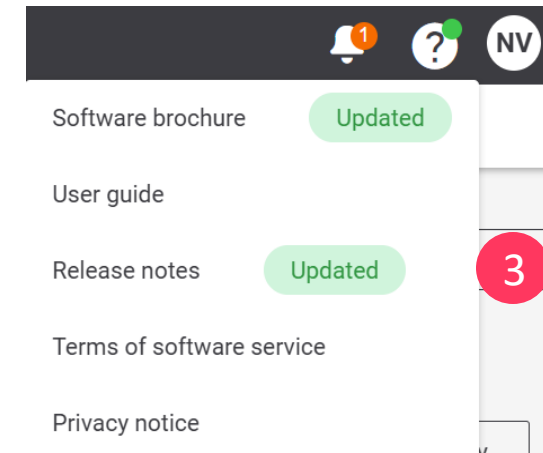 1
?
NV
Software brochure Updated
User guide
Release notes Updated
3
Terms of software service
Privacy notice